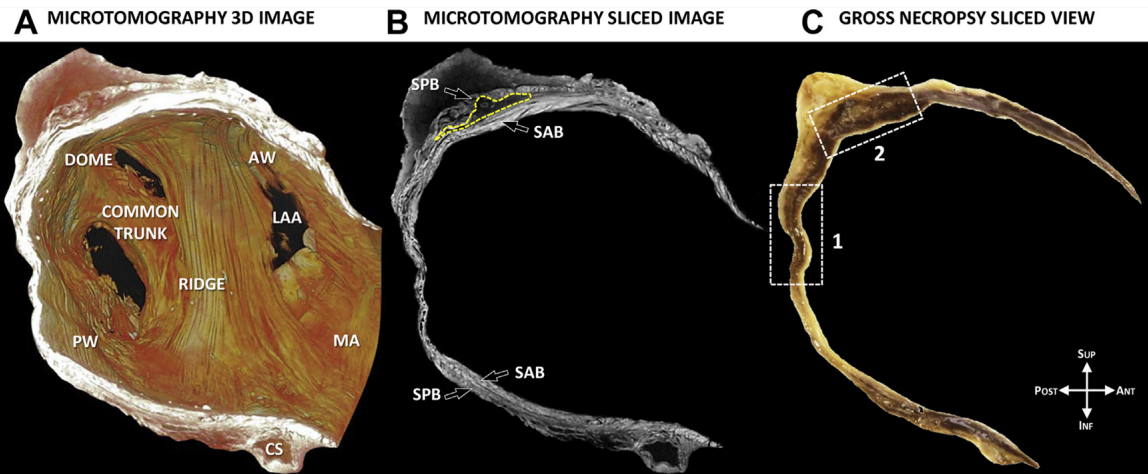 A MICROTOMOGRAPHY 3D IMAGE
B MICROTOMOGRAPHY SLICED IMAGE
C GROSS NECROPSY SLICED VIEW
DOME
AW
COMMON
TRUNK
LAA
RIDGE
PW
MA
CS
SPB
SAB
SAB
SPB
2
1
SUP
POST
ANT
INF